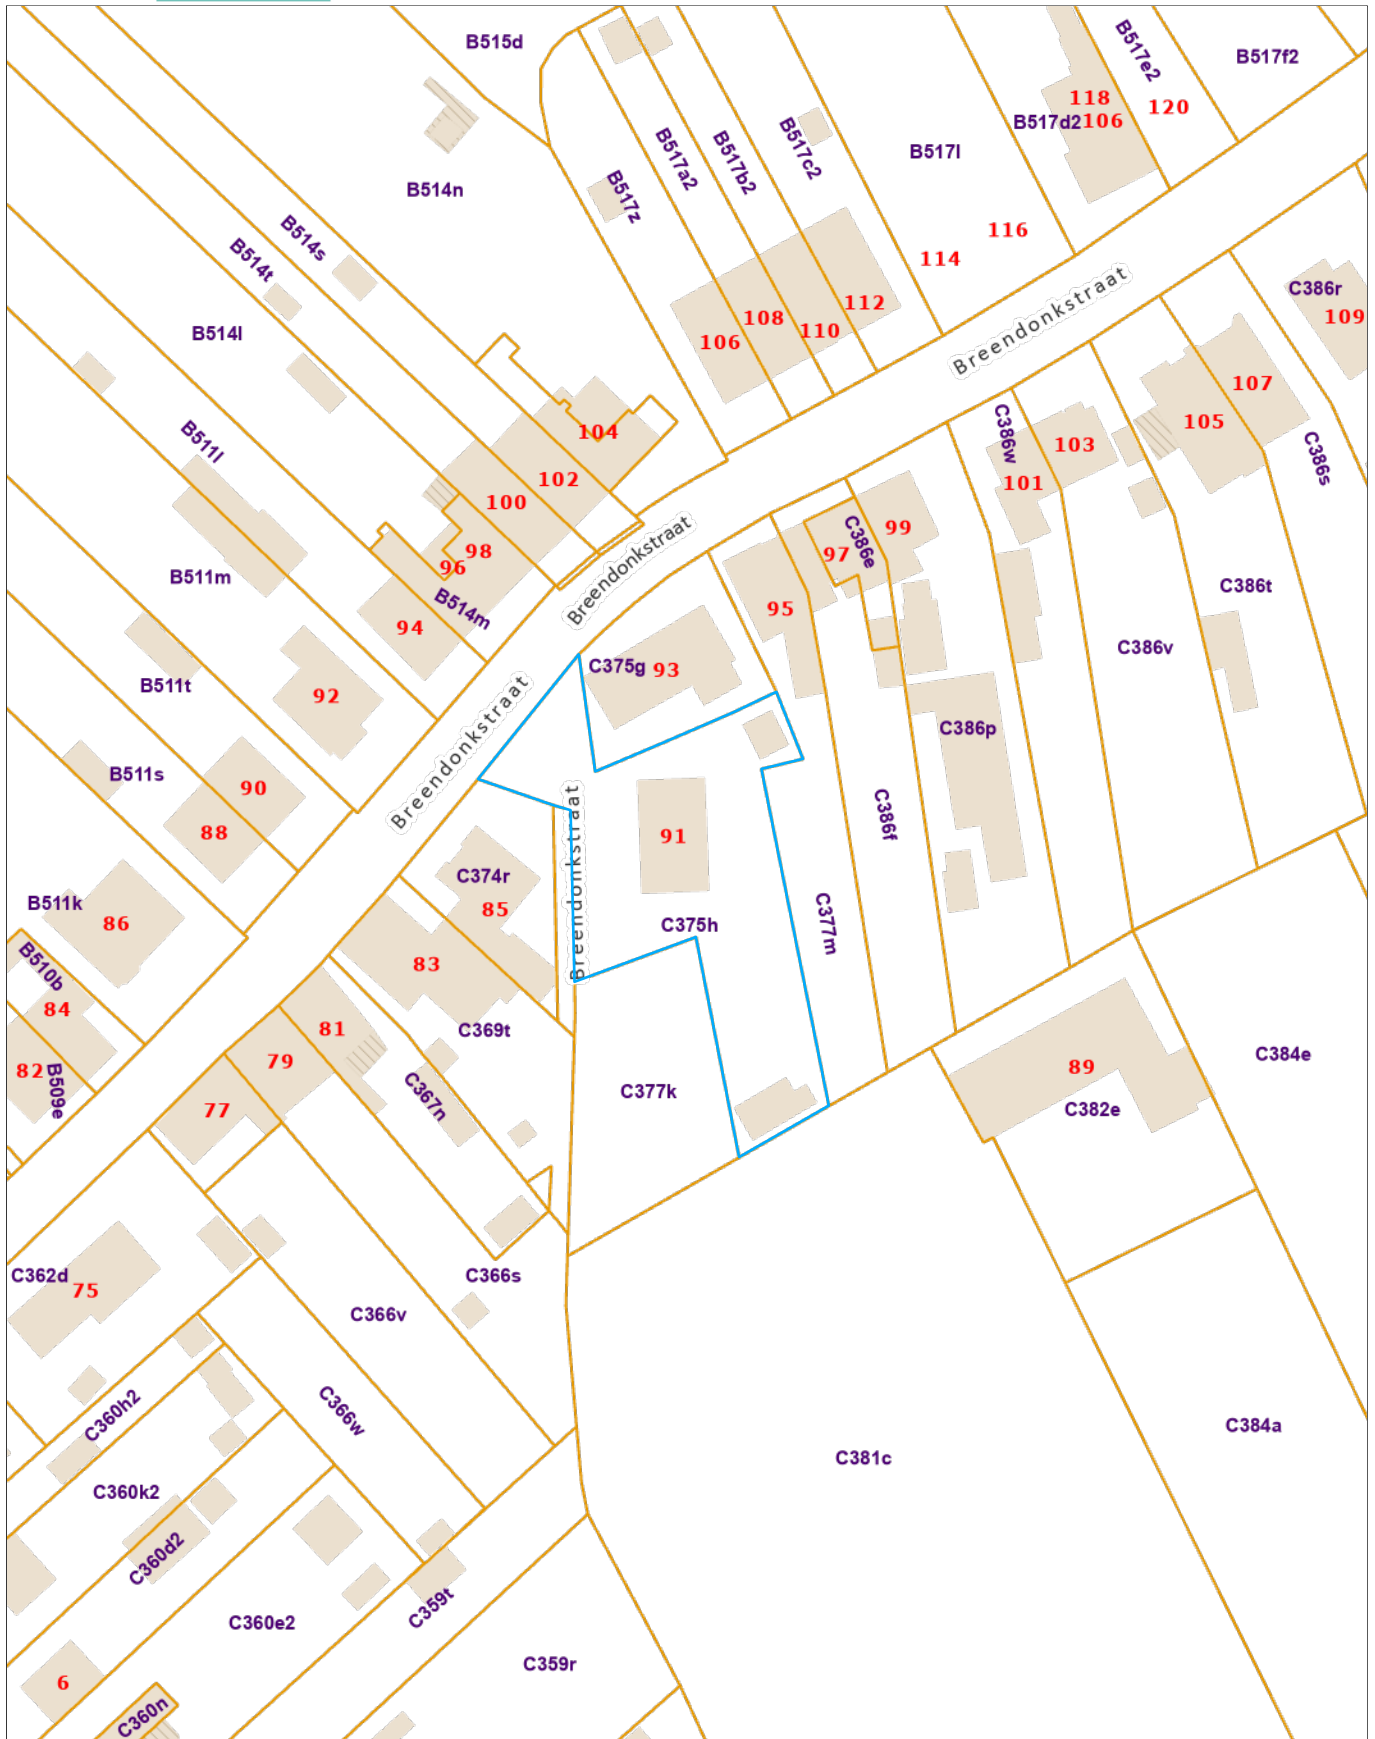 B515d
B517e2
B517f2
118
120
B517d2
106
B517c2
B517a2
B517b2
B517l
B514n
B517z
B514s
116
B514t
114
Breendonkstraat
C386r
112
109
108
110
B514l
106
107
C386w
105
104
103
B511l
C386s
102
101
100
Breendonkstraat
99
C386e
98
97
96
B511m
C386t
95
B514m
94
C386v
C375g
93
B511t
92
Breendonkstraat
C386p
B511s
90
Breendonkstraat
C386f
88
91
C374r
B511k
85
86
C375h
C377m
83
B510b
84
81
C369t
C384e
79
82
89
B509e
C367n
C377k
77
C382e
C362d
C366s
75
C366v
C360h2
C366w
C384a
C381c
C360k2
C360d2
C359t
C360e2
C359r
6
C360n